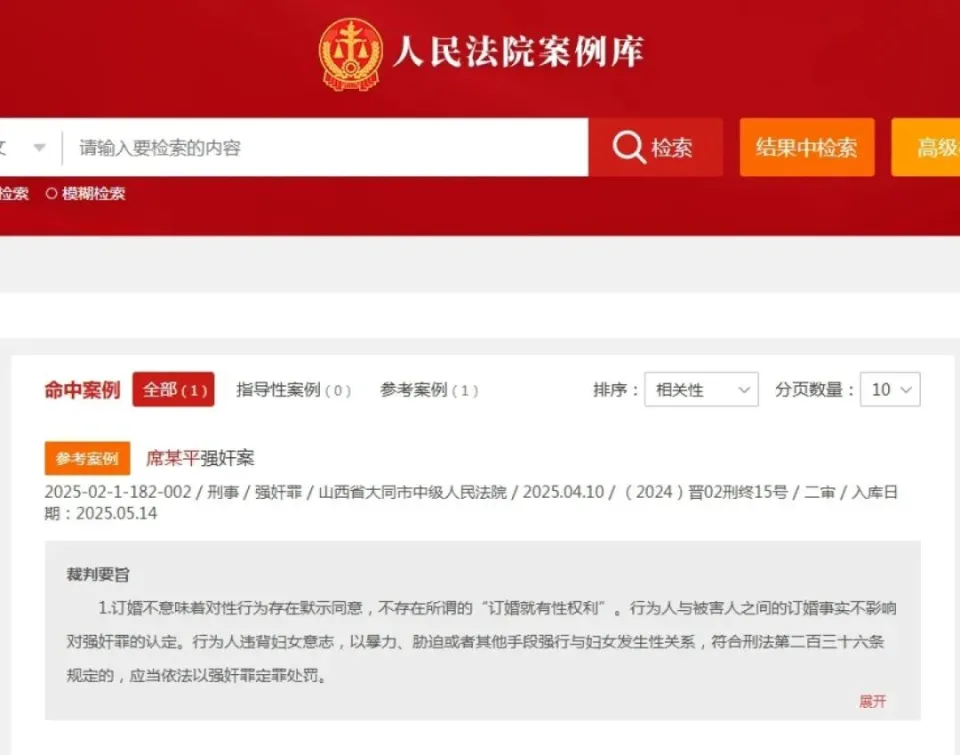 人民法院案例库
文
请输入要检索的内容
检索
结果中检索
高级
检索
模糊检索
命中案例
全部(1)
指导性案例(0)
参考案例(1)
排序：
相关性
分页数量：
10
参考案例
席某平强奸案
2025-02-1-182-002 / 刑事 / 强奸罪 / 山西省大同市中级人民法院 / 2025.04.10 / （2024）晋02刑终15号 / 二审 / 入库日
期：2025.05.14
裁判要旨
1.订婚不意味着对性行为存在默示同意，不存在所谓的“订婚就有性权利”。行为人与被害人之间的订婚事实不影响
对强奸罪的认定。行为人违背妇女意志，以暴力、胁迫或者其他手段强行与妇女发生性关系，符合刑法第二百三十六条
规定的，应当依法以强奸罪定罪处罚。
展开